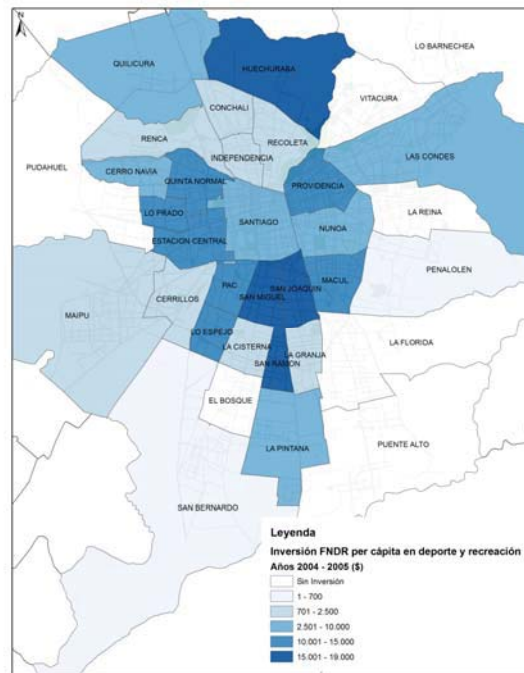 N
LO BARNECHEA
QUILICURA
HUECHURABA
VITACURA
CONCHALI
RENCA
RECOLETA
INDEPENDENCIA
LAS CONDES
PUDAHUEL
CERRO NAVIA
QUINTA NORMAL
PROVIDENCIA
LO PRADO
SANTIAGO
NUNOA
LA REINA
ESTACION CENTRAL
PENALOLEN
MAIPU
CERRILLOS
PAC
SAN JOAQUIN
SAN MIGUEL
MACUL
LO ESPEJO
LA CISTERNA
LA GRANJA
SAN RAMON
LA FLORIDA
EL BOSQUE
LA PINTANA
PUENTE ALTO
SAN BERNARDO
Leyenda
Inversión FNDR per cápita en deporte y recreación
Años 2004 - 2005 ($)
Sin Inversión
1 - 700
701 - 2.500
2.501 - 10.000
10.001 - 15.000
15.001 - 19.000